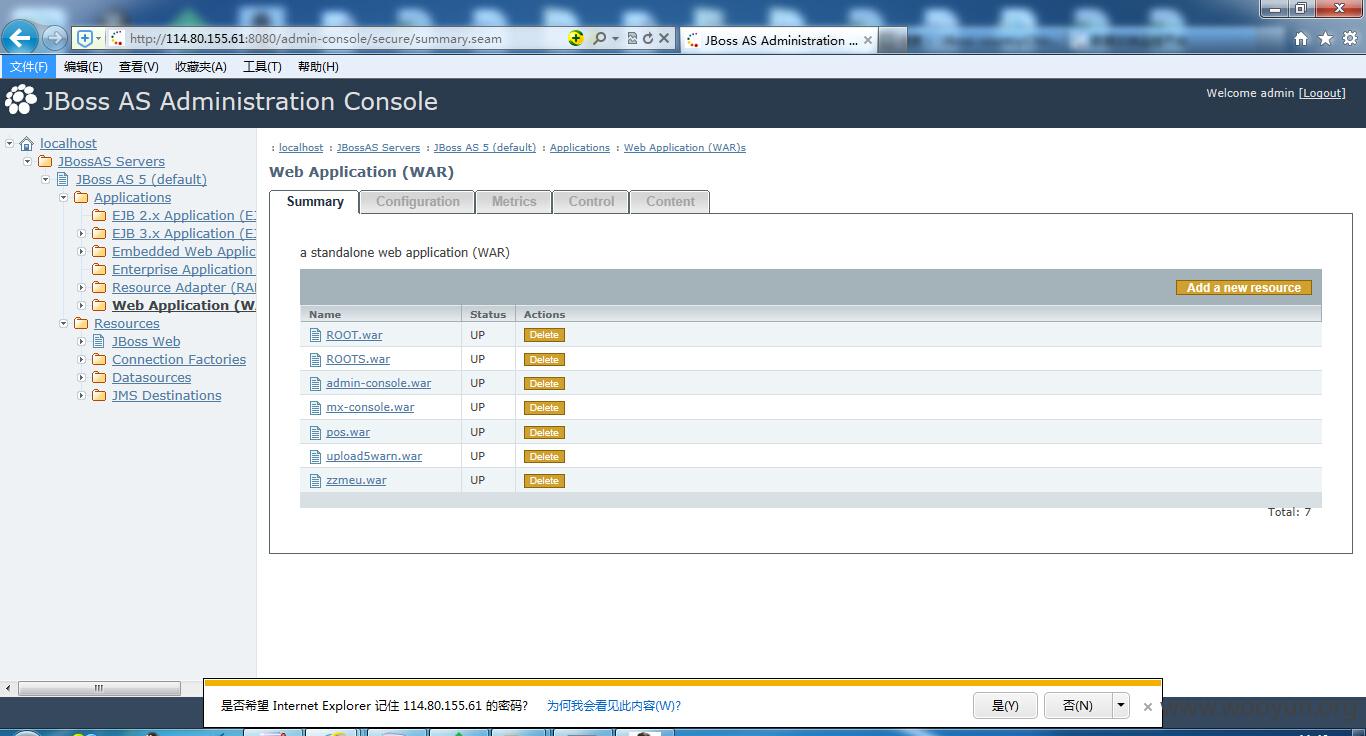 http://114.80.155.61:8080/admin-console/secure/summary.seam
JBoss AS Administration ...
文件(F) 编辑(E) 查看(V) 收藏夹(A) 工具(T) 帮助(H)
JBoss AS Administration Console
Welcome admin [Logout]
localhost
JBossAS Servers
JBoss AS 5 (default)
Applications
EJB 2.x Application (E
EJB 3.x Application (E
Embedded Web Applic
Enterprise Application
Resource Adapter (RA
Web Application (W
Resources
JBoss Web
Connection Factories
Datasources
JMS Destinations
: localhost : JBossAS Servers : JBoss AS 5 (default) : Applications : Web Application (WAR)s
Web Application (WAR)
Summary Configuration Metrics Control Content
a standalone web application (WAR)
Add a new resource
Name Status Actions
ROOT.war UP Delete
ROOTS.war UP Delete
admin-console.war UP Delete
mx-console.war UP Delete
pos.war UP Delete
upload5warn.war UP Delete
zzmeu.war UP Delete
Total: 7
是否希望 Internet Explorer 记住 114.80.155.61 的密码? 为何我会看见此内容(W)?
是(Y) 否(N)
www.wooyun.org